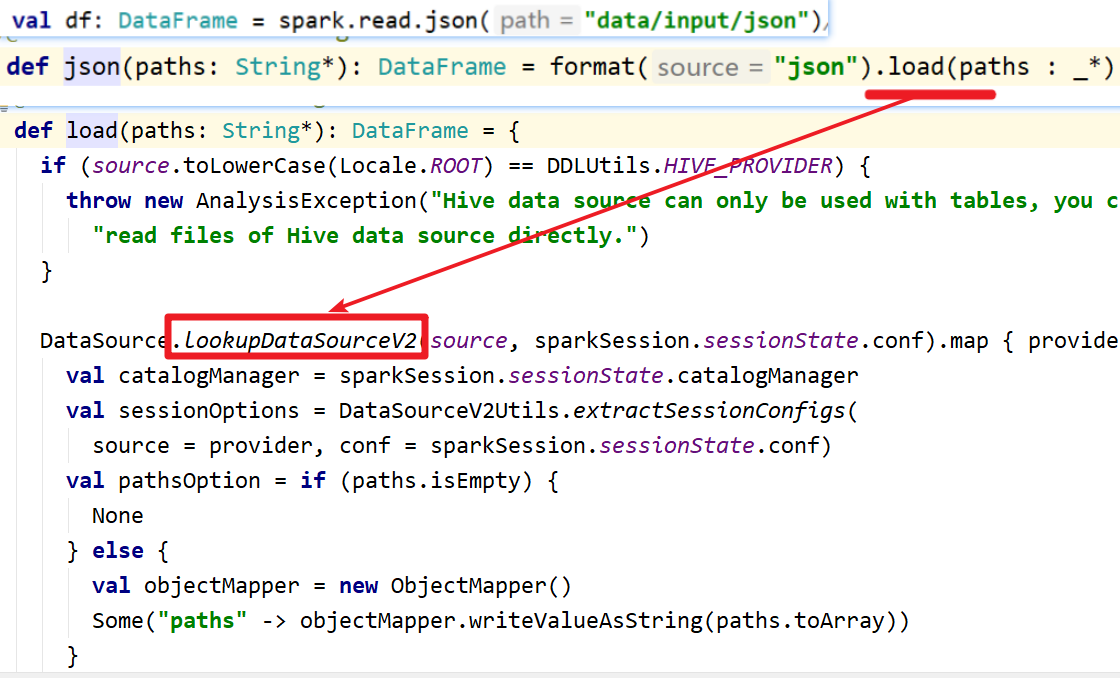 val df: DataFrame = spark.read.json( path = "data/input/json")
def json(paths: String*): DataFrame = format( source = "json").load(paths : _*)
def load(paths: String*): DataFrame = {
if (source.toLowerCase(Locale.ROOT) == DDLUtils.HIVE_PROVIDER) {
throw new AnalysisException("Hive data source can only be used with tables, you c
"read files of Hive data source directly.")
}
DataSource.lookupDataSourceV2(source, sparkSession.sessionState.conf).map { provide
val catalogManager = sparkSession.sessionState.catalogManager
val sessionOptions = DataSourceV2Utils.extractSessionConfigs(
source = provider, conf = sparkSession.sessionState.conf)
val pathsOption = if (paths.isEmpty) {
None
} else {
val objectMapper = new ObjectMapper()
Some("paths" -> objectMapper.writeValueAsString(paths.toArray))
}